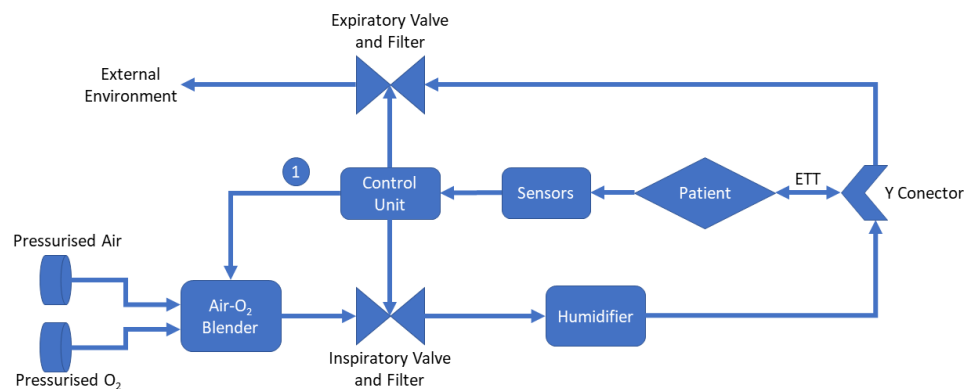 Expiratory Valve
and Filter
External
Environment
1
Control
Unit
Sensors
Patient
ETT
Y Conector
Pressurised Air
Air-O₂
Blender
Humidifier
Inspiratory Valve
and Filter
Pressurised O₂